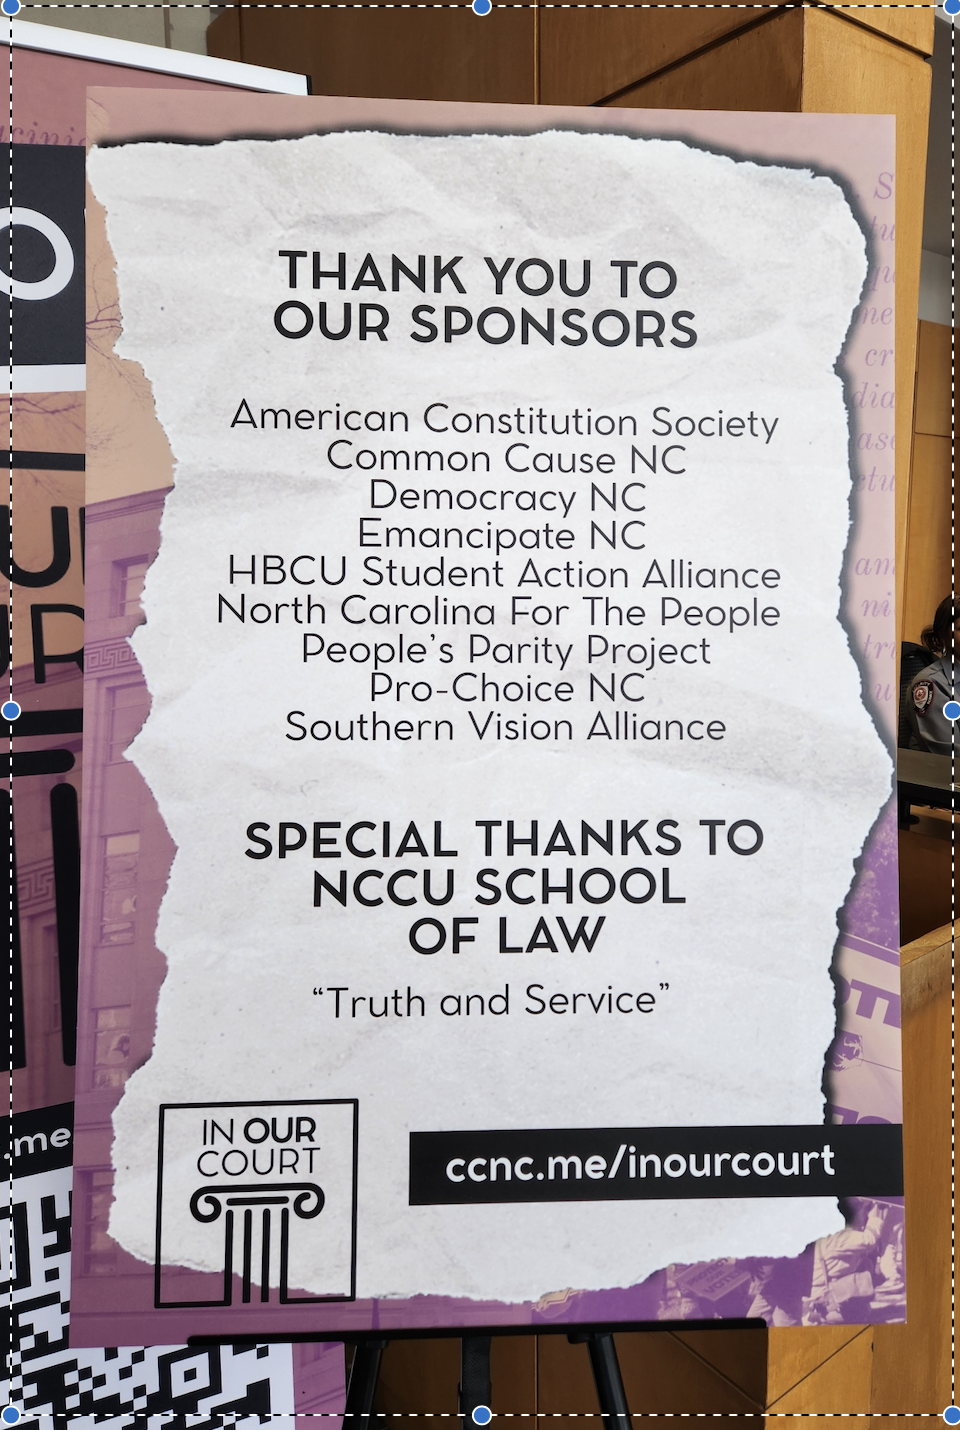 THANK YOU TO
OUR SPONSORS
American Constitution Society
Common Cause NC
Democracy NC
Emancipate NC
HBCU Student Action Alliance
North Carolina For The People
People's Parity Project
Pro-Choice NC
Southern Vision Alliance
SPECIAL THANKS TO
NCCU SCHOOL
OF LAW
“Truth and Service”
IN OUR
COURT
ccnc.me/inourcourt
.me